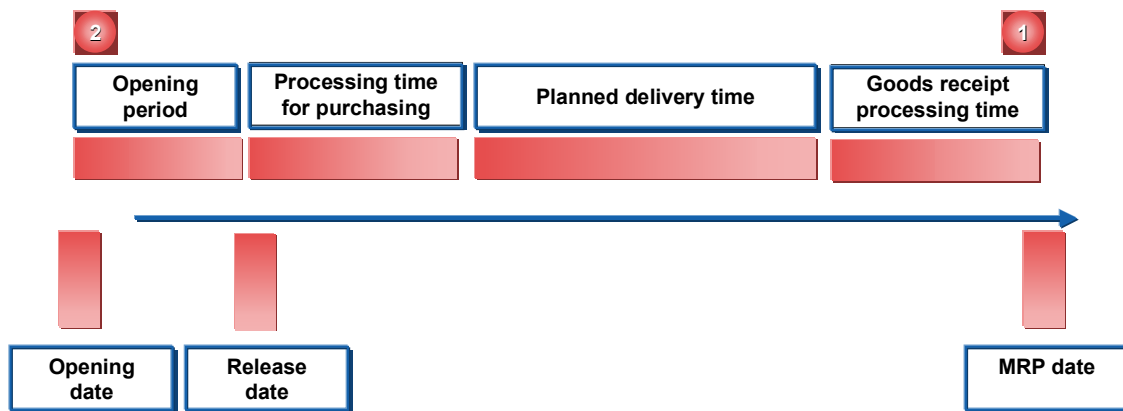 2
1
Opening
period
Processing time
for purchasing
Planned delivery time
Goods receipt
processing time
Opening
date
Release
date
MRP date